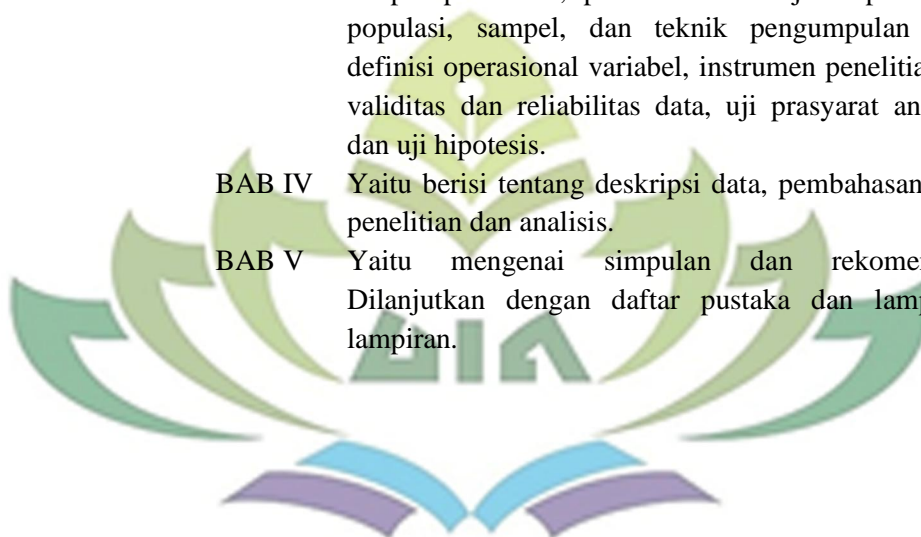 populasi, sampel, dan teknik pengumpulan
definisi operasional variabel, instrumen
validitas dan reliabilitas data, uji prasyarat
dan uji hipotesis.
BAB IV Yaitu berisi tentang deskripsi data, pembahasan
penelitian dan analisis.
BAB V Yaitu mengenai simpulan dan
Dilanjutkan dengan daftar pustaka dan
lampiran.